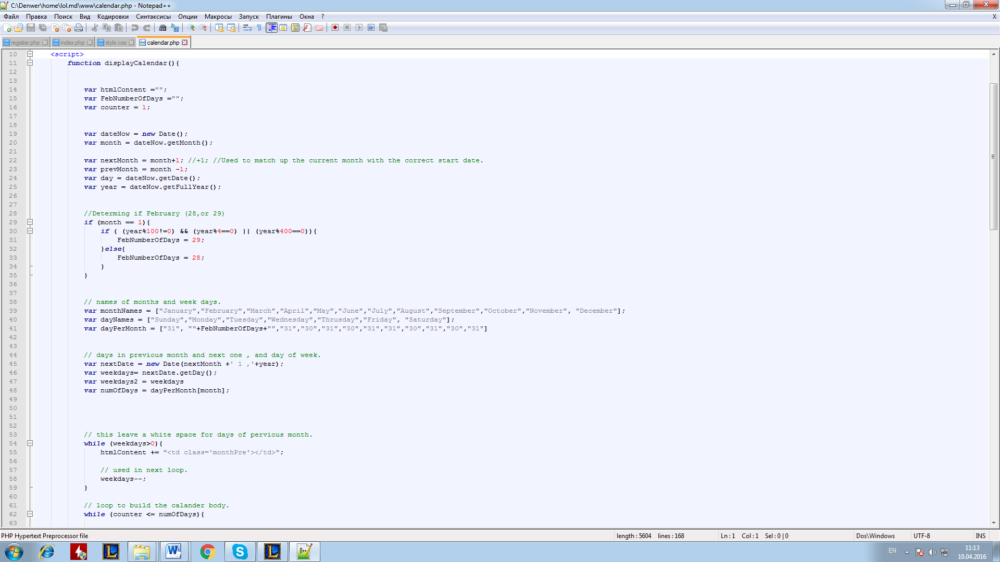 C:\Denwer\home\lol.md\www\calendar.php - Notepad++
Файл Правка Поиск Вид Кодировки Синтаксисы Опции Макросы Запуск Плагины Окна ? X
register.php index.php style.css calendar.php
10 <script>
11 function displayCalendar(){
12
13
14 var htmlContent ="";
15 var FebNumberOfDays ="";
16 var counter = 1;
17
18
19 var dateNow = new Date();
20 var month = dateNow.getMonth();
21
22 var nextMonth = month+1; //+1; //Used to match up the current month with the correct start date.
23 var prevMonth = month -1;
24 var day = dateNow.getDate();
25 var year = dateNow.getFullYear();
26
27
28 //Determing if February (28,or 29)
29 if (month == 1){
30 if ( (year%100!=0) && (year%4==0) || (year%400==0)){
31 FebNumberOfDays = 29;
32 }else{
33 FebNumberOfDays = 28;
34 }
35 }
36
37
38 // names of months and week days.
39 var monthNames = ["January","February","March","April","May","June","July","August","September","October","November", "December"];
40 var dayNames = ["Sunday","Monday","Tuesday","Wednesday","Thrusday","Friday", "Saturday"];
41 var dayPerMonth = ["31", ""+FebNumberOfDays+"","31","30","31","30","31","31","30","31","30","31"]
42
43
44 // days in previous month and next one , and day of week.
45 var nextDate = new Date(nextMonth +' 1 ,'+year);
46 var weekdays= nextDate.getDay();
47 var weekdays2 = weekdays
48 var numOfDays = dayPerMonth[month];
49
50
51
52
53 // this leave a white space for days of pervious month.
54 while (weekdays>0){
55 htmlContent += "<td class='monthPre'></td>";
56
57 // used in next loop.
58 weekdays--;
59 }
60
61 // loop to build the calander body.
62 while (counter <= numOfDays){
63
PHP Hypertext Preprocessor file length : 5604 lines : 168 Ln : 1 Col : 1 Sel : 0 | 0 Dos\Windows UTF-8 INS
EN 11:13
10.04.2016